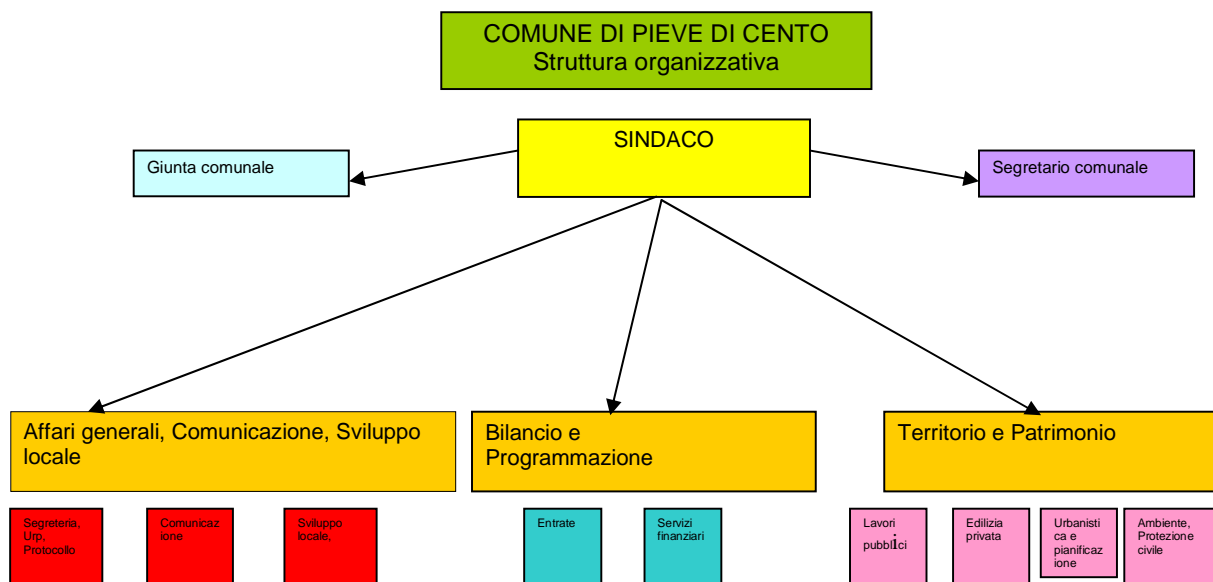 COMUNE DI PIEVE DI CENTO
Struttura organizzativa
SINDACO
Giunta comunale
Segretario comunale
Affari generali, Comunicazione, Sviluppo
locale
Bilancio e
Programmazione
Territorio e Patrimonio
Segreteria,
Urp,
Protocollo
Comunicaz
ione
Sviluppo
locale,
Entrate
Servizi
finanziari
Lavori
pubblici
Edilizia
privata
Urbanisti
ca e
pianificaz
ione
Ambiente,
Protezione
civile